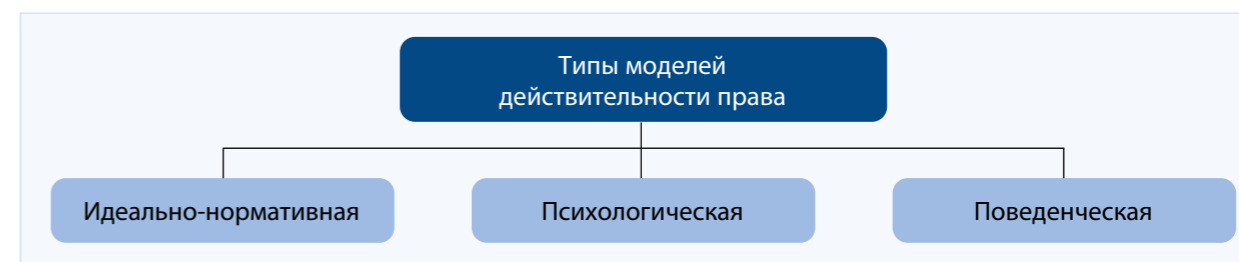 Типы моделей
действительности права
Идеально-нормативная
Психологическая
Поведенческая